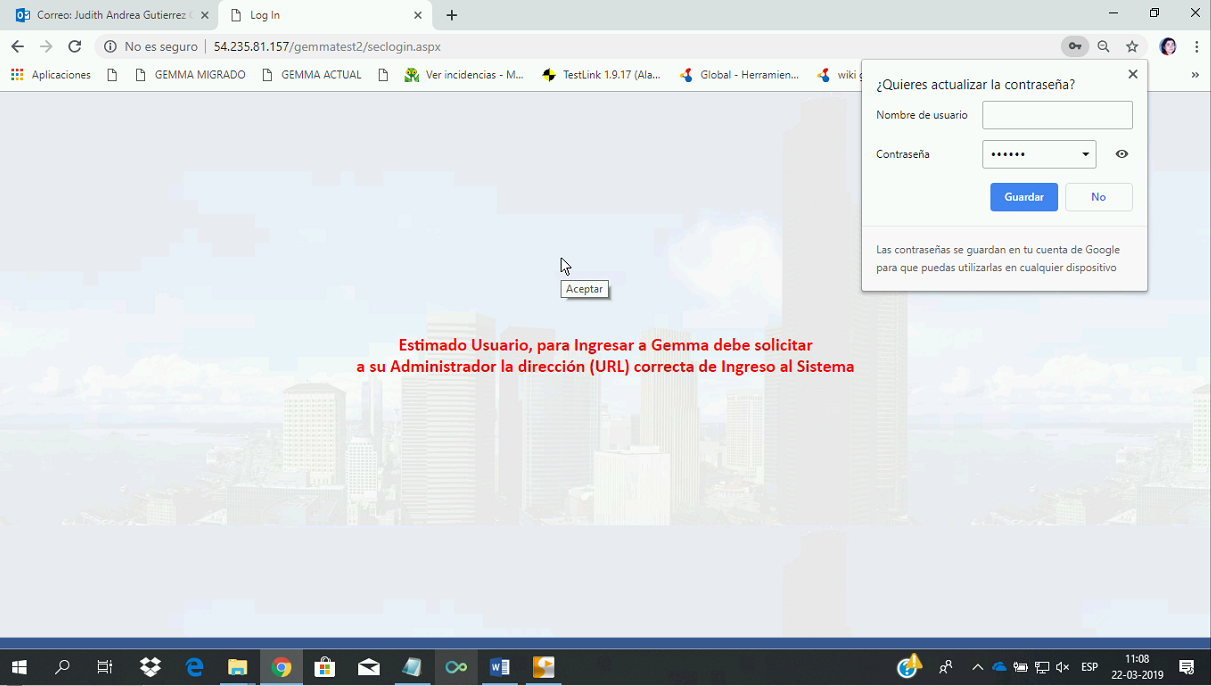 Correo: Judith Andrea Gutierrez
Log In
No es seguro
54.235.81.157/gemmatest2/seclogin.aspx
Aplicaciones
GEMMA MIGRADO
GEMMA ACTUAL
Ver incidencias - M...
TestLink 1.9.17 (Ala...
Global - Herramien...
wiki
»
¿Quieres actualizar la contraseña?
Nombre de usuario
Contraseña
••••••
Guardar
No
Las contraseñas se guardan en tu cuenta de Google
para que puedas utilizarlas en cualquier dispositivo
Aceptar
Estimado Usuario, para Ingresar a Gemma debe solicitar
a su Administrador la dirección (URL) correcta de Ingreso al Sistema
ESP
11:08
22-03-2019